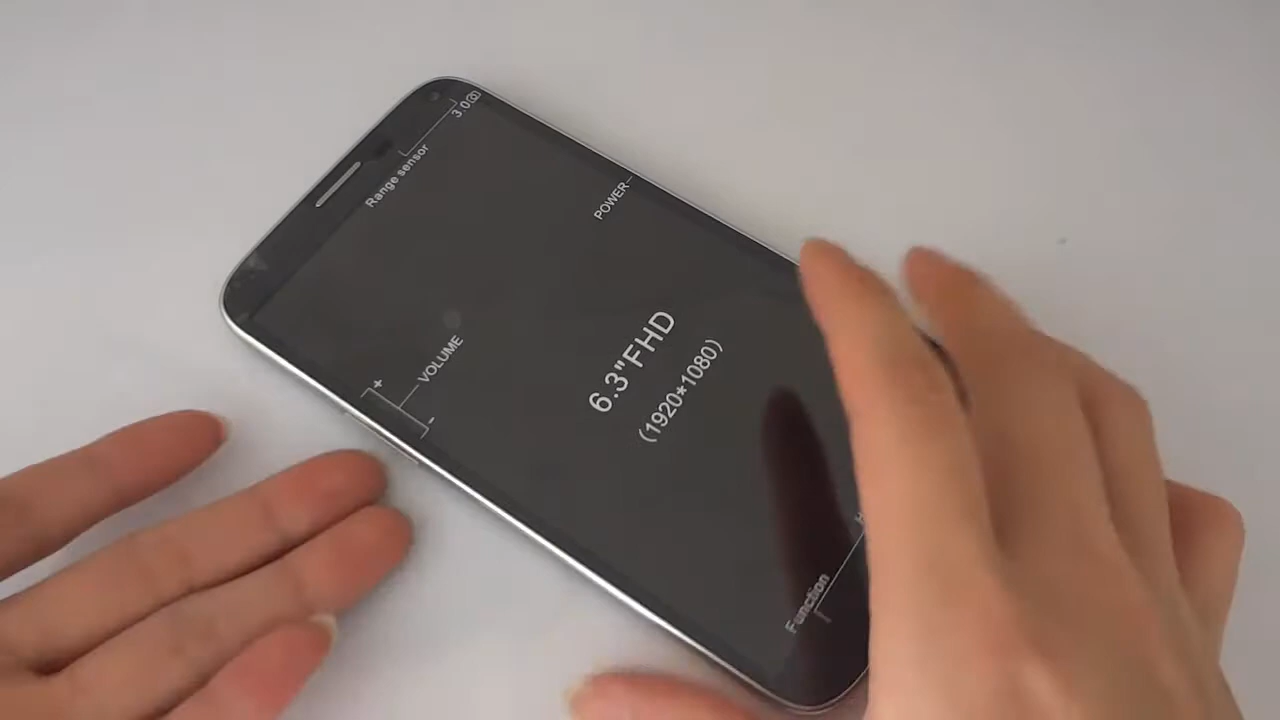 3.0
Range sensor
POWER
+
VOLUME
-
6.3"FHD
(1920*1080)
Function